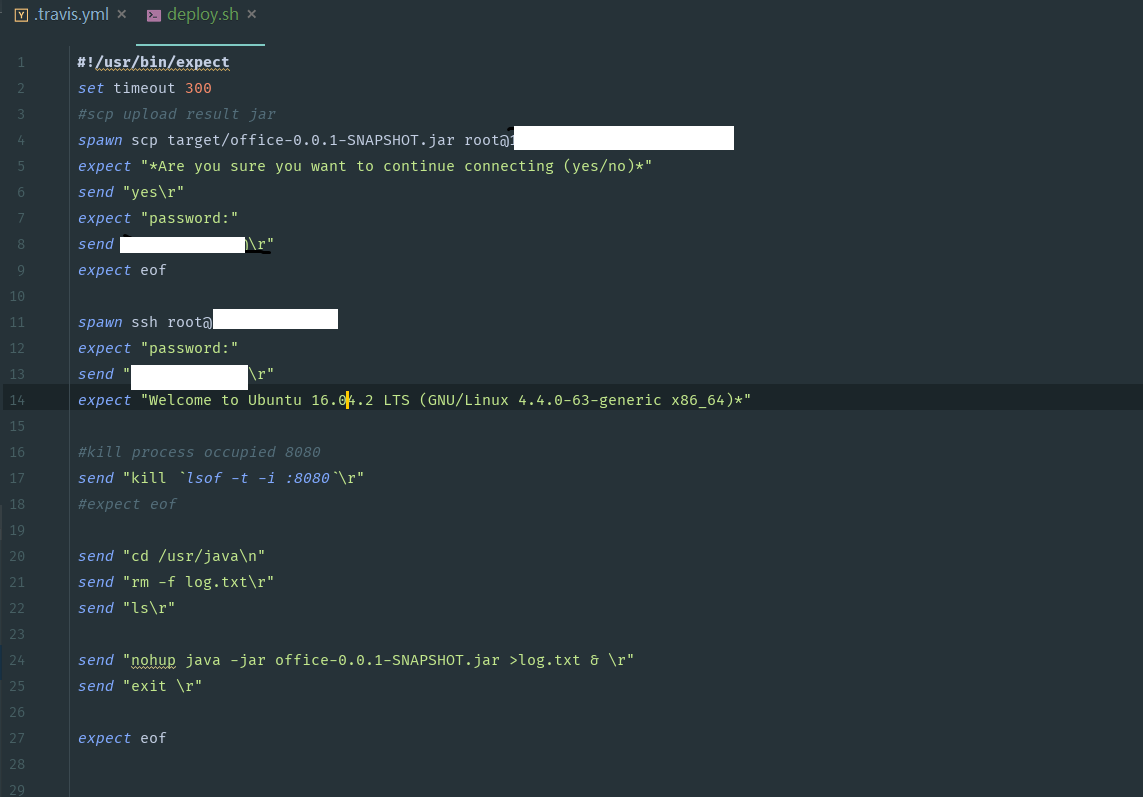 .travis.yml × deploy.sh ×
1 #!/usr/bin/expect
2 set timeout 300
3 #scp upload result jar
4 spawn scp target/office-0.0.1-SNAPSHOT.jar root@
5 expect "*Are you sure you want to continue connecting (yes/no)*"
6 send "yes\r"
7 expect "password:"
8 send \r"
9 expect eof
10
11 spawn ssh root@
12 expect "password:"
13 send "\r"
14 expect "Welcome to Ubuntu 16.04.2 LTS (GNU/Linux 4.4.0-63-generic x86_64)*"
15
16 #kill process occupied 8080
17 send "kill `lsof -t -i :8080`\r"
18 #expect eof
19
20 send "cd /usr/java\n"
21 send "rm -f log.txt\r"
22 send "ls\r"
23
24 send "nohup java -jar office-0.0.1-SNAPSHOT.jar >log.txt & \r"
25 send "exit \r"
26
27 expect eof
28
29